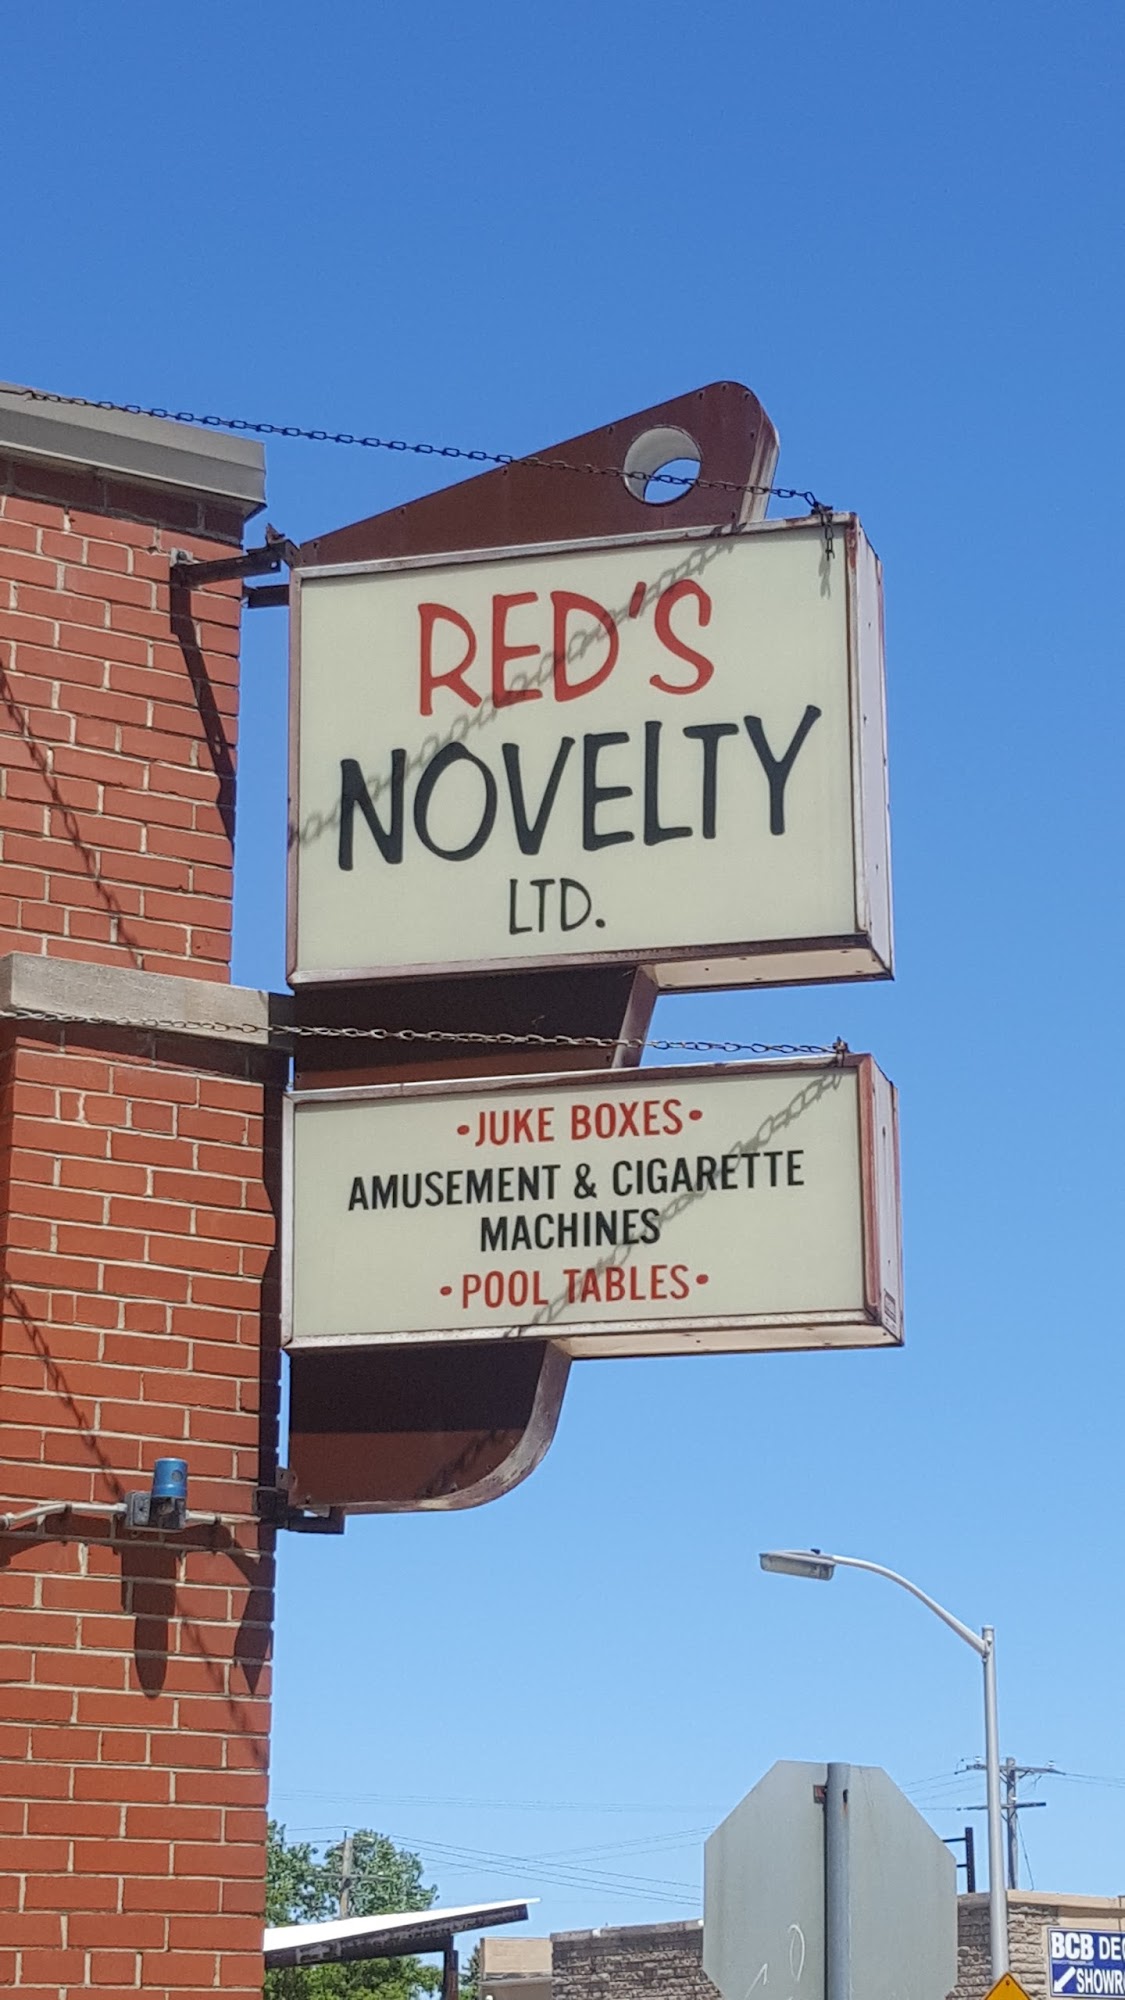 RED'S
NOVELTY
LTD.
•JUKE BOXES•
AMUSEMENT & CIGARETTE
MACHINES
•POOL TABLES•
BCB